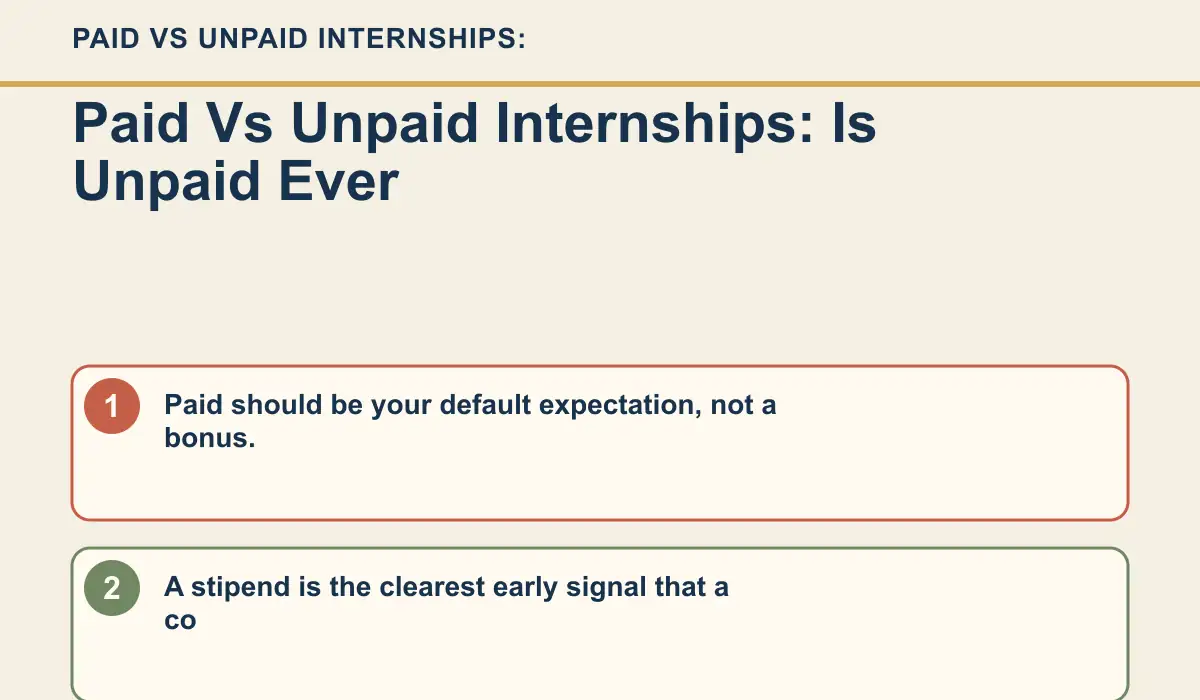 PAID VS UNPAID INTERNSHIPS:
Paid Vs Unpaid Internships: Is
Unpaid Ever
1
Paid should be your default expectation, not a
bonus.
2
A stipend is the clearest early signal that a
co